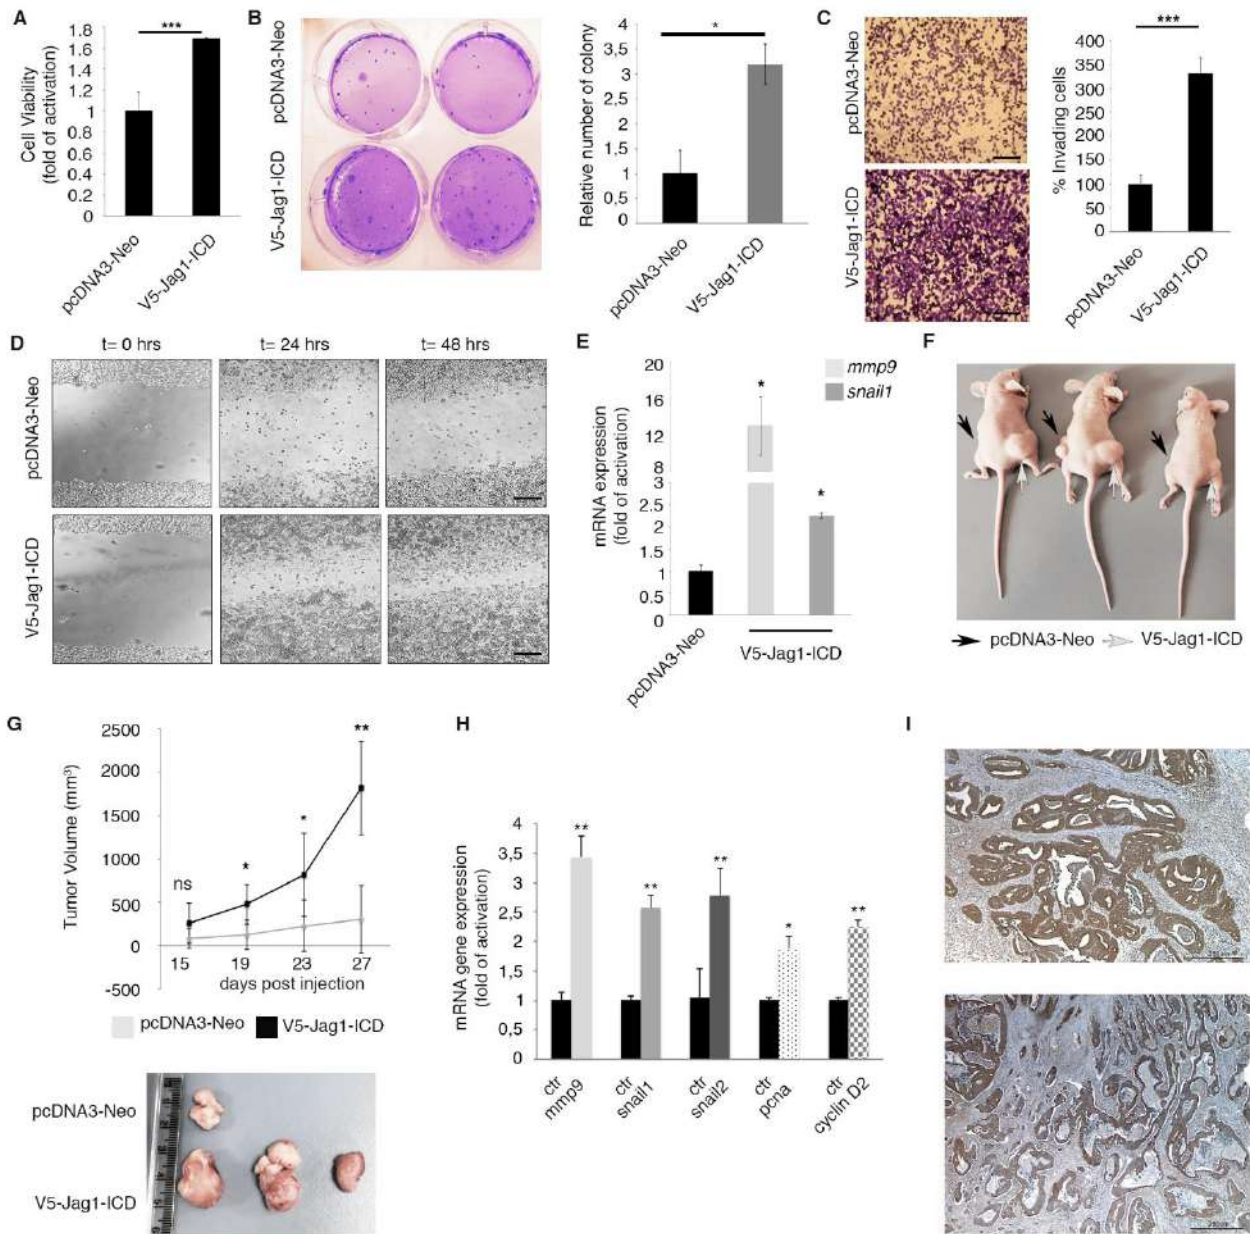 A
***
Cell Viability
(fold of activation)
1.8
1.6
1.4
1.2
1
0.8
0.6
0.4
0.2
0
pcDNA3-Neo
V5-Jag1-ICD
B
pcDNA3-Neo
V5-Jag1-ICD
*
Relative number of colony
4
3.5
3
2.5
2
1.5
1
0.5
0
pcDNA3-Neo
V5-Jag1-ICD
C
pcDNA3-Neo
V5-Jag1-ICD
***
% Invading cells
400
350
300
250
200
150
100
50
0
pcDNA3-Neo
V5-Jag1-ICD
D
t= 0 hrs
t= 24 hrs
t= 48 hrs
pcDNA3-Neo
V5-Jag1-ICD
E
mmp9
snail1
mRNA expression
(fold of activation)
20
16
12
8
3
2.5
2
1.5
1
0.5
0
*
*
pcDNA3-Neo
V5-Jag1-ICD
F
pcDNA3-Neo
V5-Jag1-ICD
G
Tumor Volume (mm³)
2500
2000
1500
1000
500
0
-500
ns
*
*
**
15
19
23
27
days post injection
pcDNA3-Neo
V5-Jag1-ICD
pcDNA3-Neo
V5-Jag1-ICD
H
mRNA gene expression
(fold of activation)
4
3,5
3
2,5
2
1,5
1
0,5
0
**
**
**
*
**
ctr
mmp9
ctr
snail1
ctr
snail2
ctr
pcna
ctr
cyclin D2
I